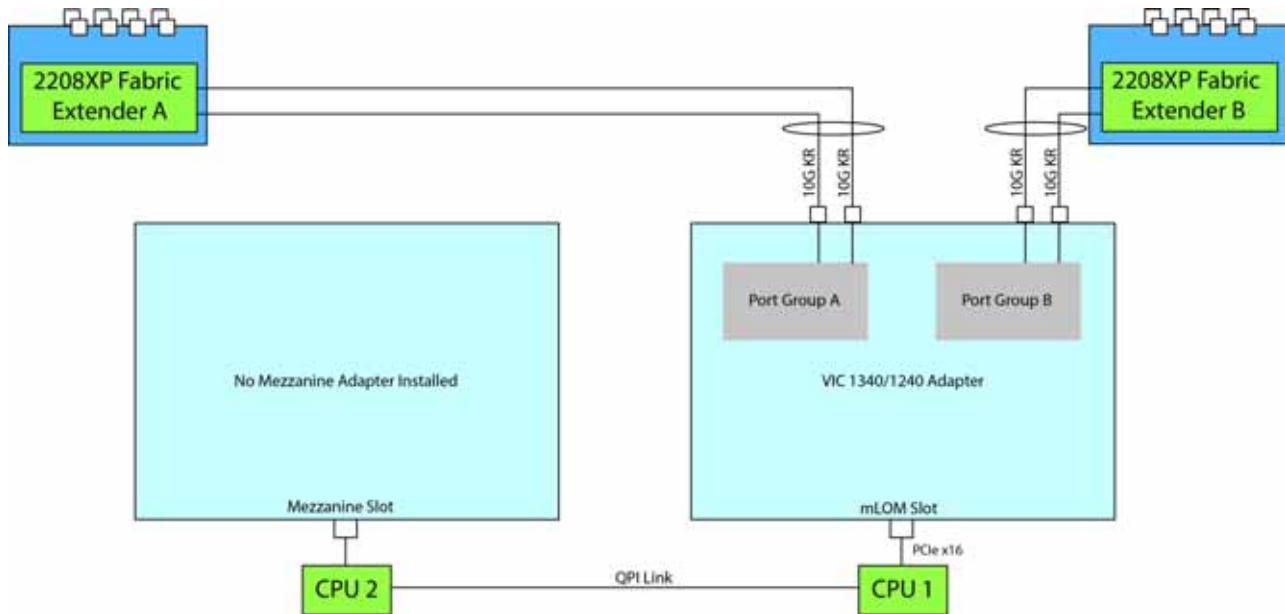 2208XP Fabric
Extender A
2208XP Fabric
Extender B
10G KR
10G KR
10G KR
10G KR
Port Group A
Port Group B
No Mezzanine Adapter Installed
VIC 1340/1240 Adapter
Mezzanine Slot
mLOM Slot
PCIe x16
CPU 2
QPI Link
CPU 1